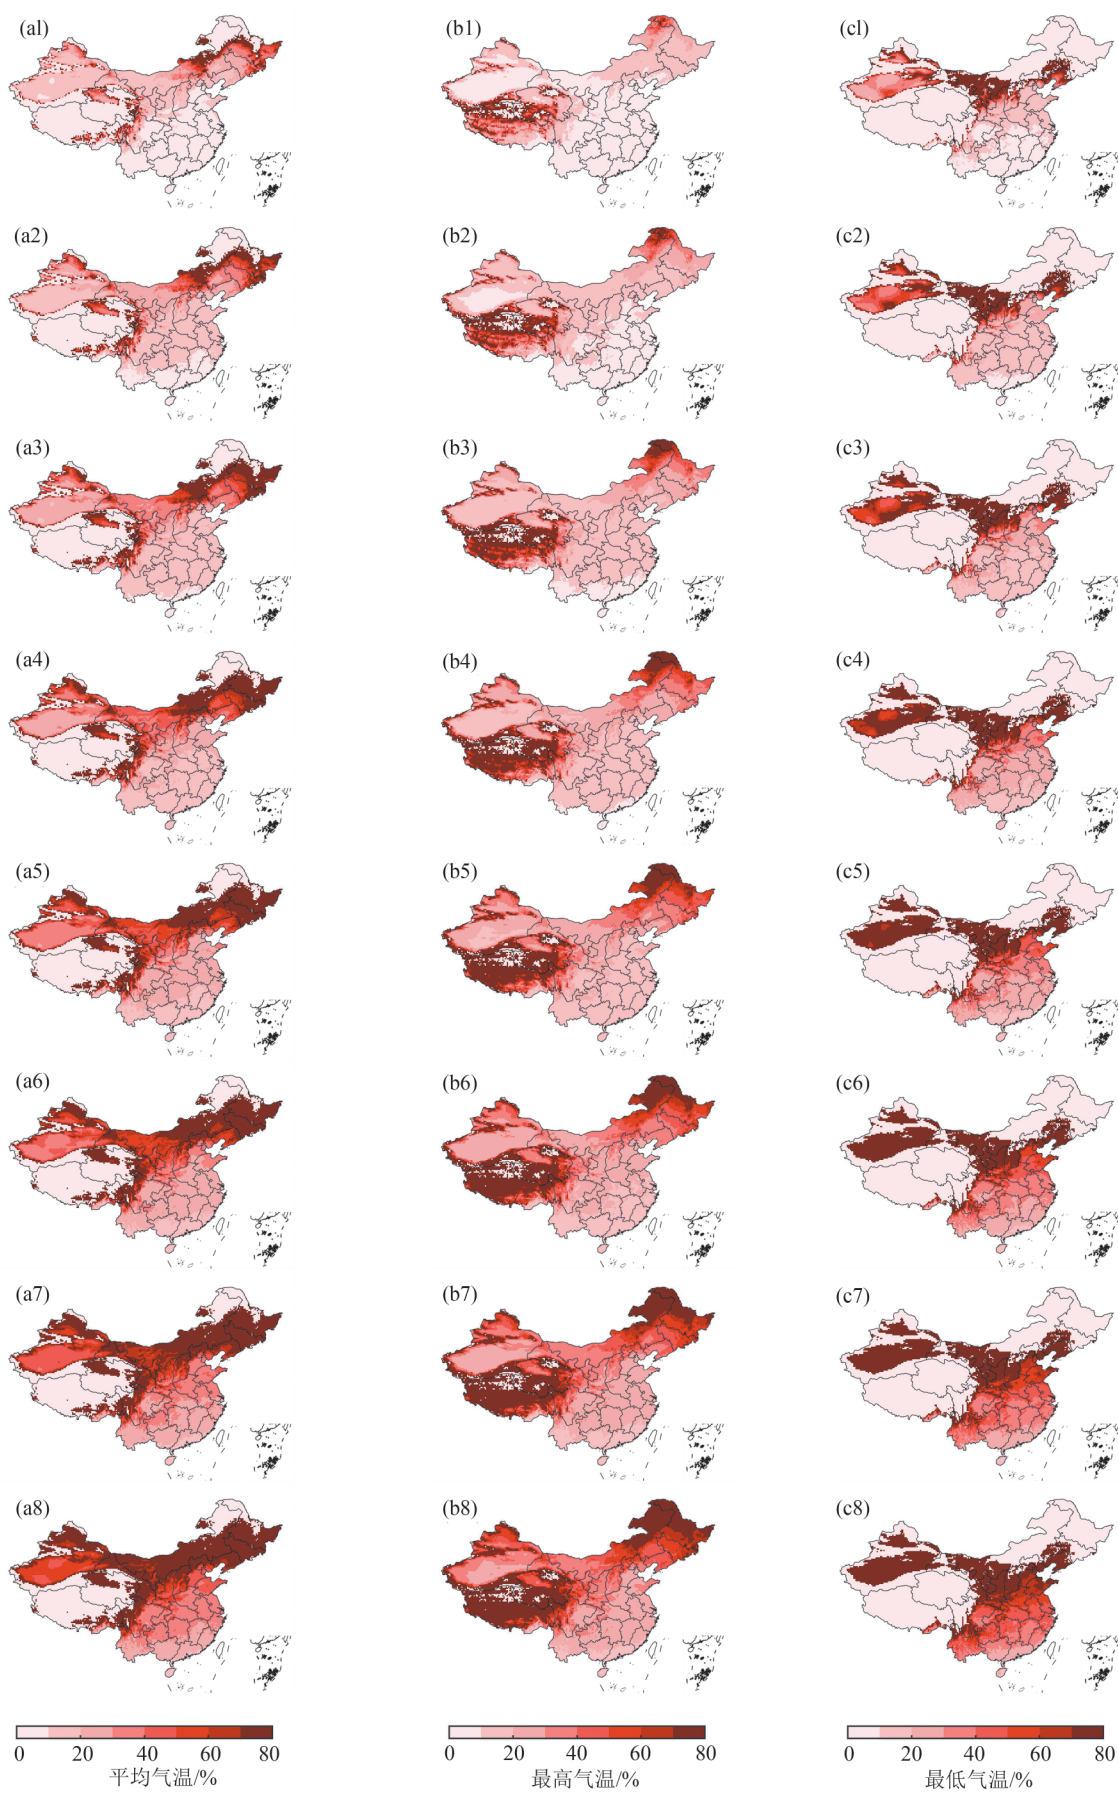 (a1) (b1) (c1)
(a2) (b2) (c2)
(a3) (b3) (c3)
(a4) (b4) (c4)
(a5) (b5) (c5)
(a6) (b6) (c6)
(a7) (b7) (c7)
(a8) (b8) (c8)
0 20 40 60 80 0 20 40 60 80 0 20 40 60 80
平均气温/% 最高气温/% 最低气温/%